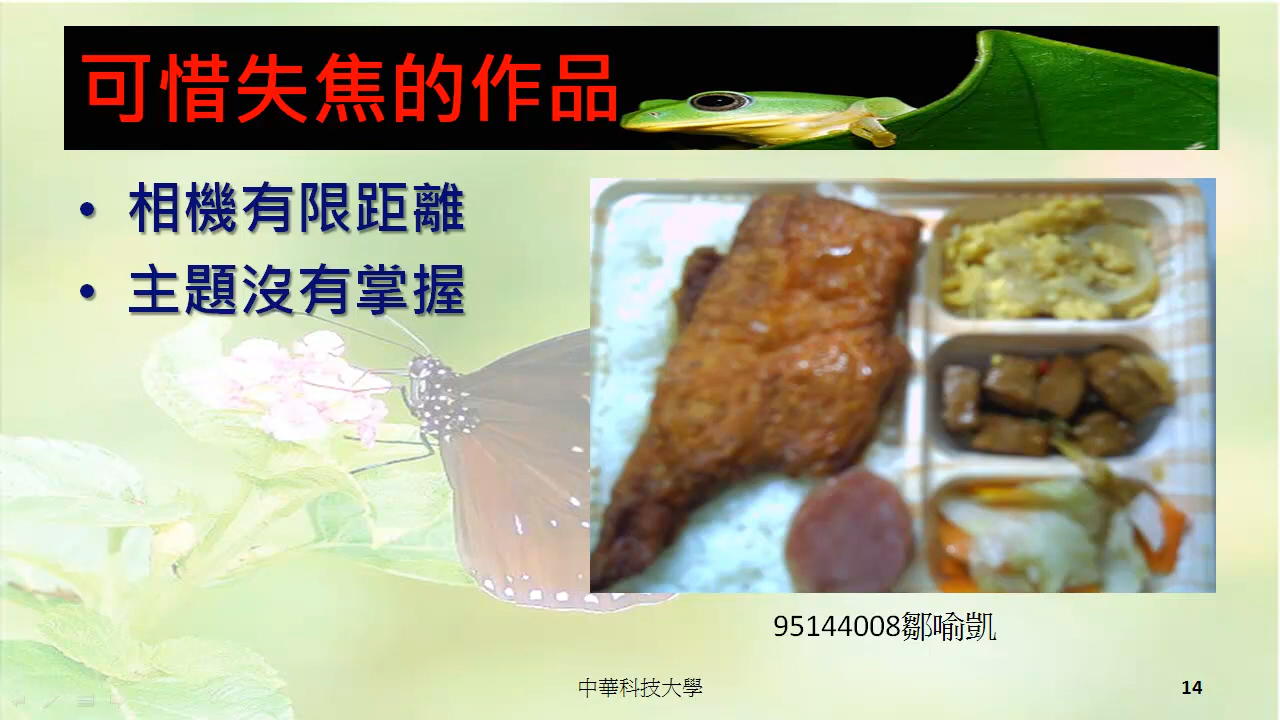 可惜失焦的作品
• 相機有限距離
• 主題沒有掌握
95144008鄒喻凱
中華科技大學
14